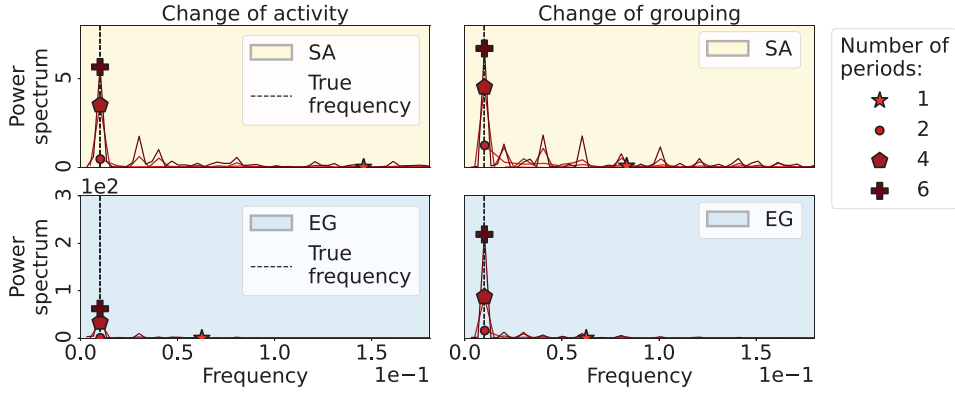 Change of activity
Change of grouping
Power
spectrum
5
0
SA
True
frequency
SA
Number of
periods:
1
2
4
6
1e2
Power
spectrum
3
2
1
0
EG
True
frequency
EG
0.0 0.5 1.0 1.5
Frequency
1e−1
0.0 0.5 1.0 1.5
Frequency
1e−1